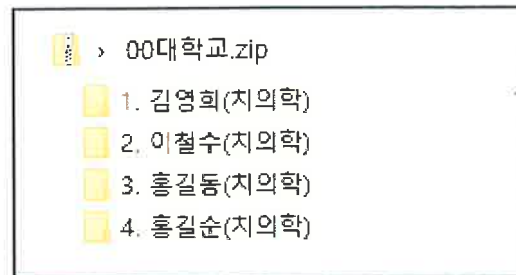 › 00대학교.zip
1. 김영희(치의학)
2. 이철수(치의학)
3. 홍길동(치의학)
4. 홍길순(치의학)